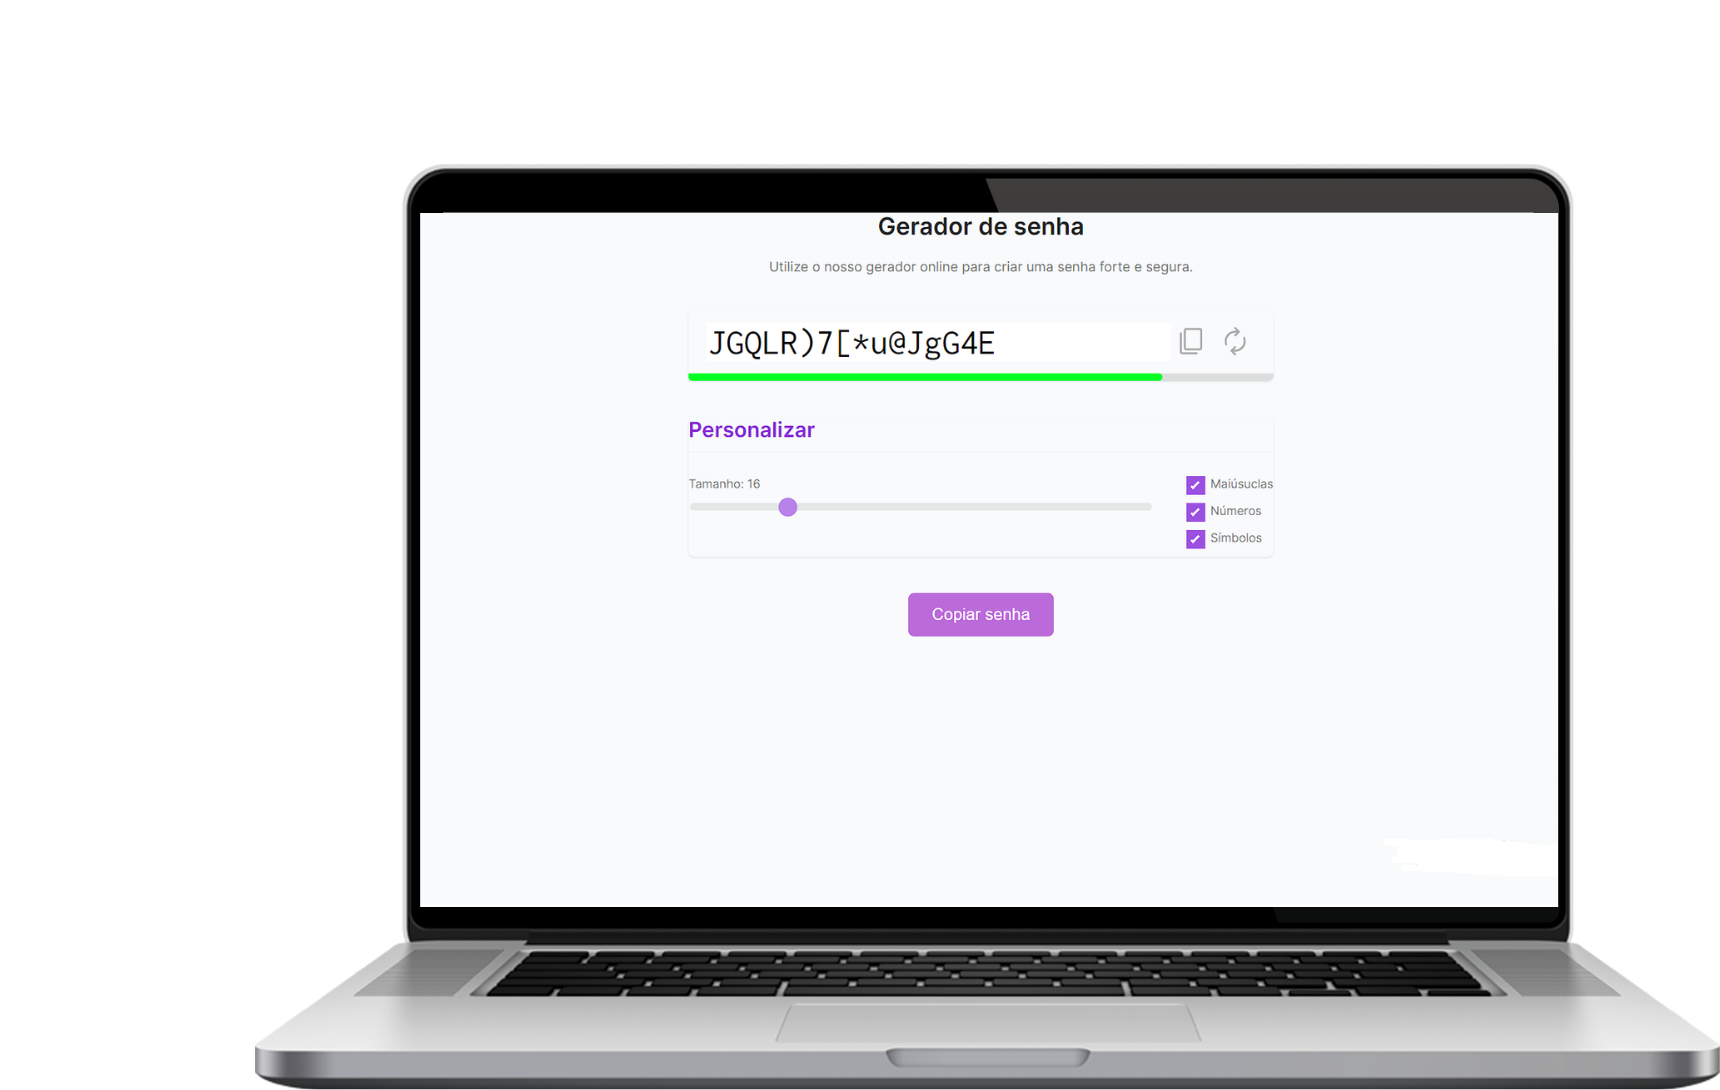 Gerador de senha
Utilize o nosso gerador online para criar uma senha forte e segura.
JGQLR)7[*u@JgG4E
Personalizar
Tamanho: 16
Maiúsuclas
Números
Símbolos
Copiar senha